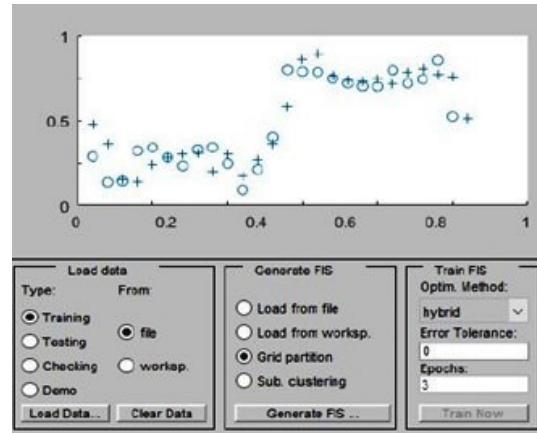 1
0.5
0
0 0.2 0.4 0.6 0.8 1
Load data
Type: From:
Training
Testing
Checking
Demo
file
worksp.
Load Data... Clear Data
Generate FIS
Load from file
Load from worksp.
Grid partition
Sub. clustering
Generate FIS ...
Train FIS
Optim. Method:
hybrid
Error Tolerance:
0
Epochs:
3
Train Now